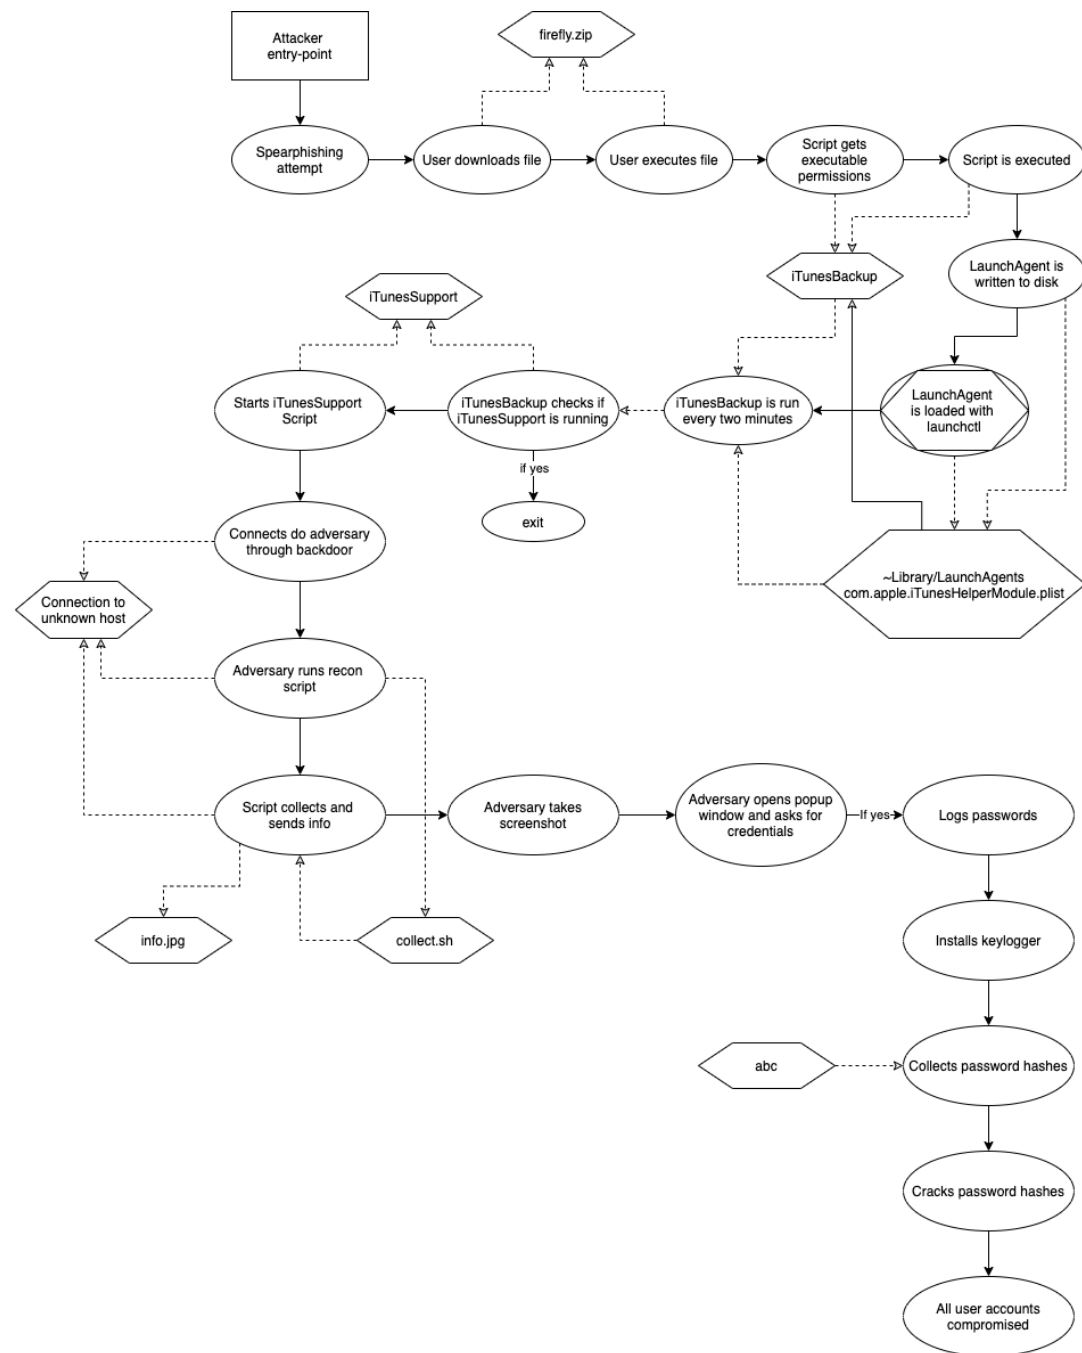 Attacker
entry-point
firefly.zip
Spearphishing
attempt
User downloads file
User executes file
Script gets
executable
permissions
Script is executed
iTunesSupport
iTunesBackup
LaunchAgent is
written to disk
Starts iTunesSupport
Script
iTunesBackup checks if
iTunesSupport is running
iTunesBackup is run
every two minutes
LaunchAgent
is loaded with
launchctl
if yes
exit
Connects do adversary
through backdoor
~Library/LaunchAgents
com.apple.iTunesHelperModule.plist
Connection to
unknown host
Adversary runs recon
script
Script collects and
sends info
Adversary takes
screenshot
Adversary opens popup
window and asks for
credentials
If yes
Logs passwords
info.jpg
collect.sh
Installs keylogger
abc
Collects password hashes
Cracks password hashes
All user accounts
compromised